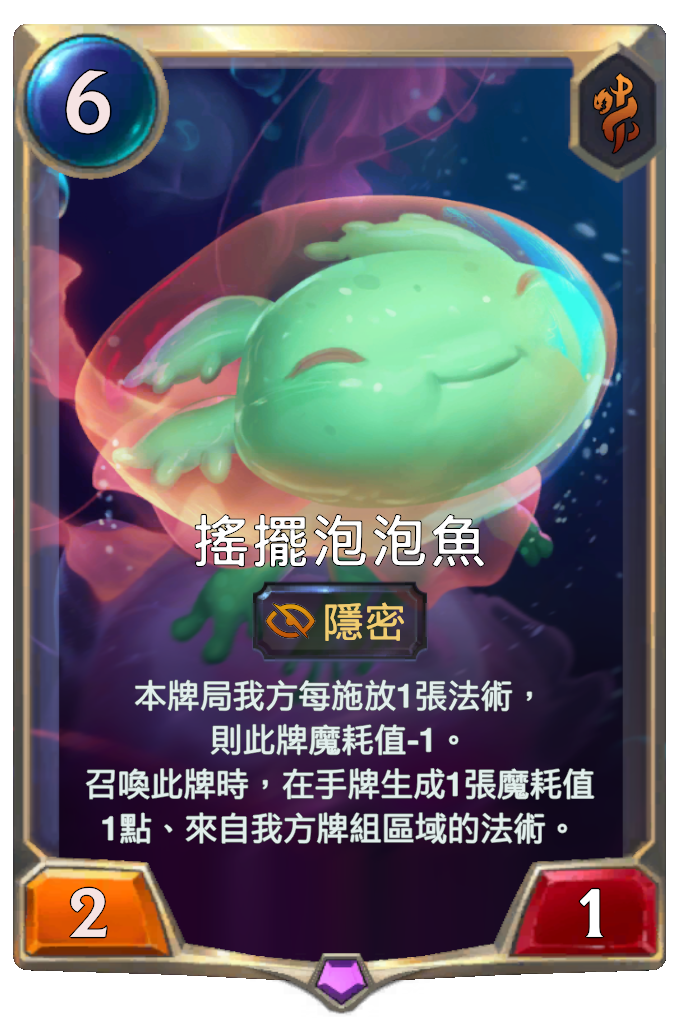 6
搖擺泡泡魚
隱密
本牌局我方每施放1張法術，
則此牌魔耗值-1。
召喚此牌時，在手牌生成1張魔耗值
1點、來自我方牌組區域的法術。
2
1